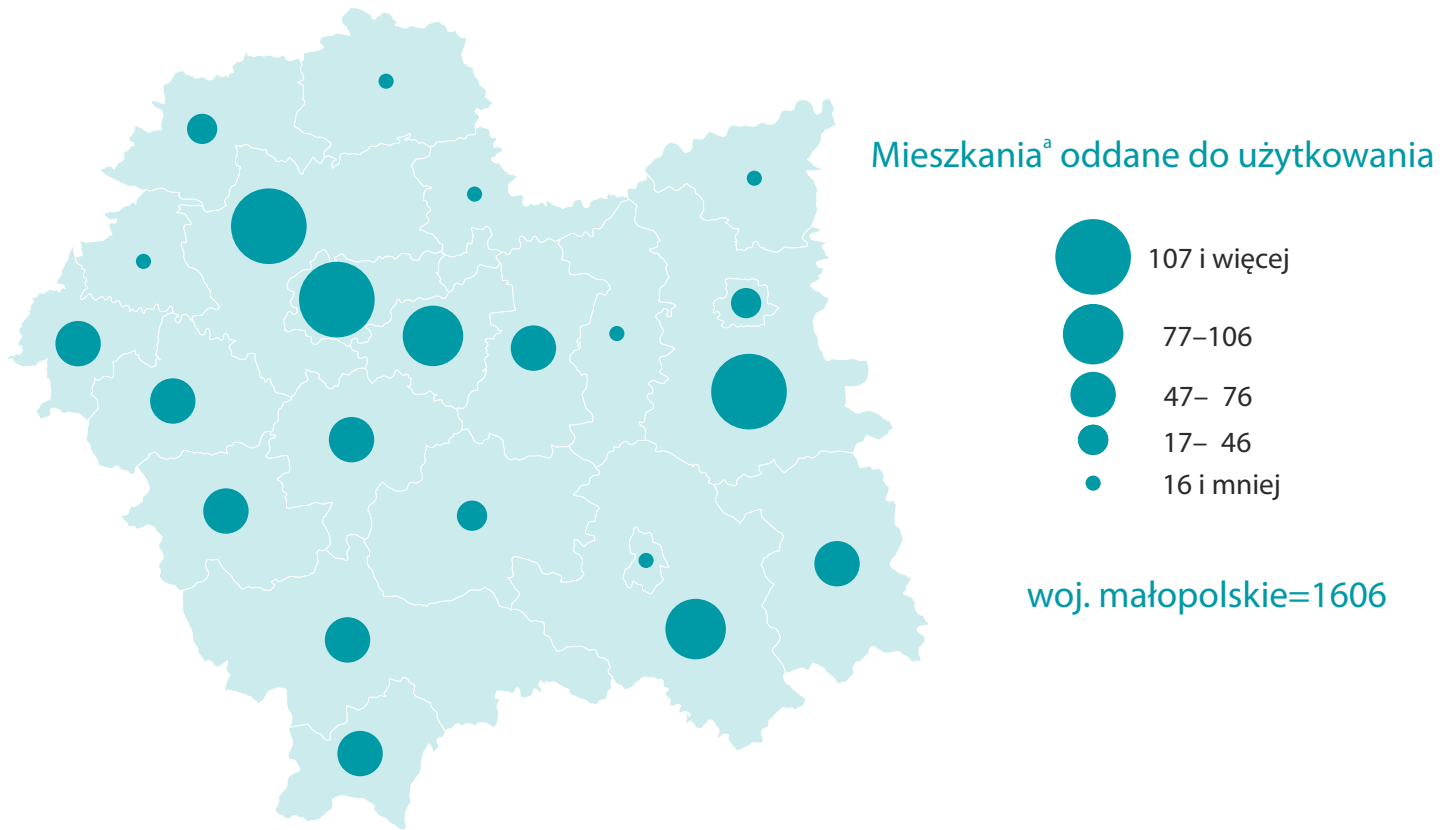 Mieszkaniaᵃ oddane do użytkowania
107 i więcej
77–106
47– 76
17– 46
16 i mniej
woj. małopolskie=1606